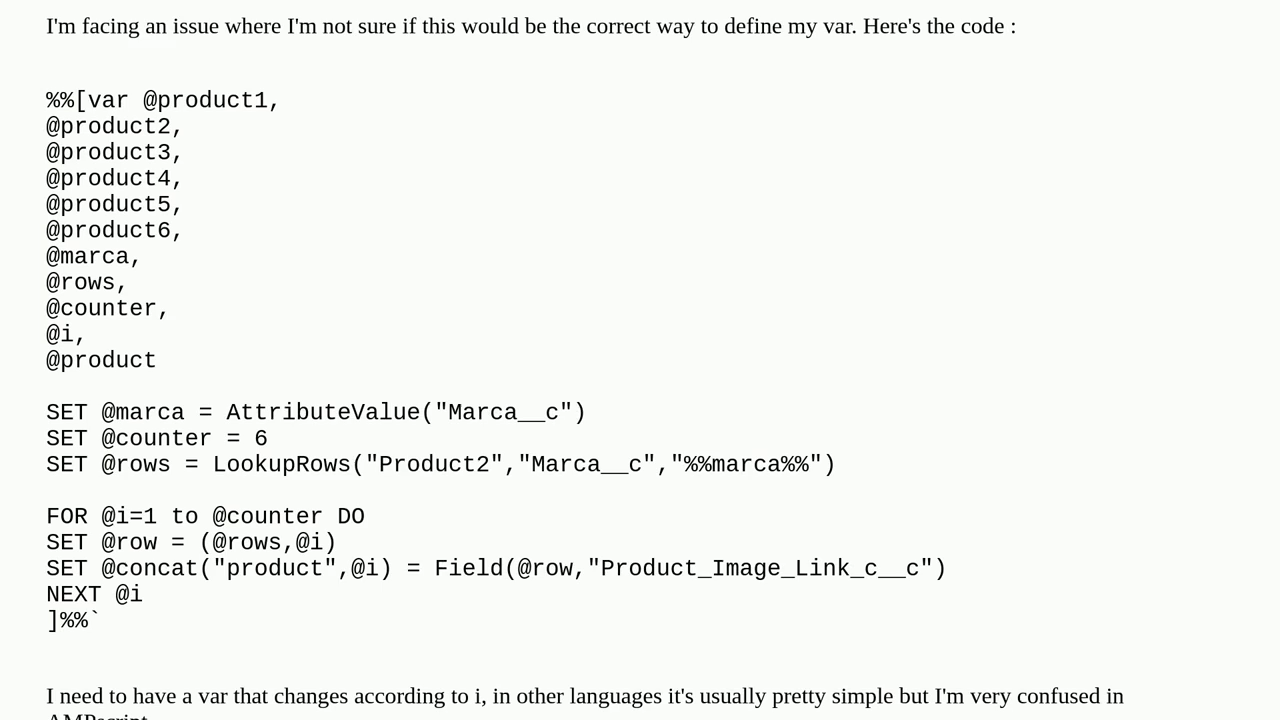 I'm facing an issue where I'm not sure if this would be the correct way to define my var. Here's the code :
%%[var @product1,
@product2,
@product3,
@product4,
@product5,
@product6,
@marca,
@rows,
@counter,
@i,
@product
SET @marca = AttributeValue("Marca__c")
SET @counter = 6
SET @rows = LookupRows("Product2","Marca__c","%%marca%%")
FOR @i=1 to @counter DO
SET @row = (@rows,@i)
SET @concat("product",@i) = Field(@row,"Product_Image_Link_c__c")
NEXT @i
]%%`
I need to have a var that changes according to i, in other languages it's usually pretty simple but I'm very confused in
AMPscript